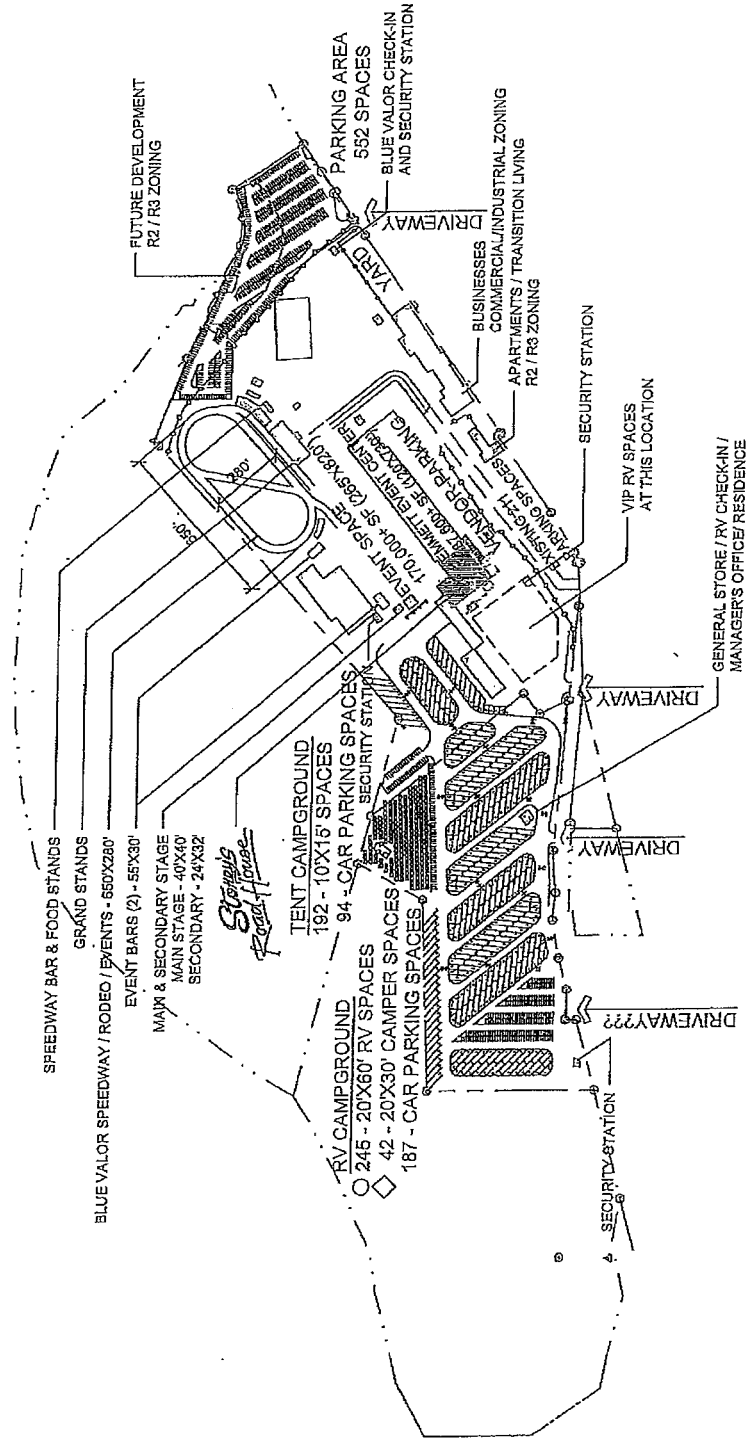 SPEEDWAY BAR & FOOD STANDS
GRAND STANDS
BLUE VALOR SPEEDWAY / RODEO / EVENTS - 650'X280'
EVENT BARS (2) - 55'X30'
MAIN & SECONDARY STAGE
MAIN STAGE - 40'X40'
SECONDARY - 24'X32'
Road House
TENT CAMPGROUND
192 - 10'X15' SPACES
94 - CAR PARKING SPACES
SECURITY STATION
RV CAMPGROUND
245 - 20'X60' RV SPACES
42 - 20'X30' CAMPER SPACES
187 - CAR PARKING SPACES
FUTURE DEVELOPMENT
R2 / R3 ZONING
PARKING AREA
552 SPACES
BLUE VALOR CHECK-IN
AND SECURITY STATION
DRIVEWAY
YARD
BUSINESSES
COMMERCIAL/INDUSTRIAL ZONING
APARTMENTS / TRANSITION LIVING
R2 / R3 ZONING
280'
EVENT SPACE
170,000+ SF (265'X820')
EMMETT EVENT CENTER
VENDOR PARKING
EXISTING-211
PARKING SPACES
SECURITY STATION
VIP RV SPACES
AT THIS LOCATION
GENERAL STORE / RV CHECK-IN /
MANAGER'S OFFICE/ RESIDENCE
DRIVEWAY
DRIVEWAY
DRIVEWAY???
SECURITY STATION